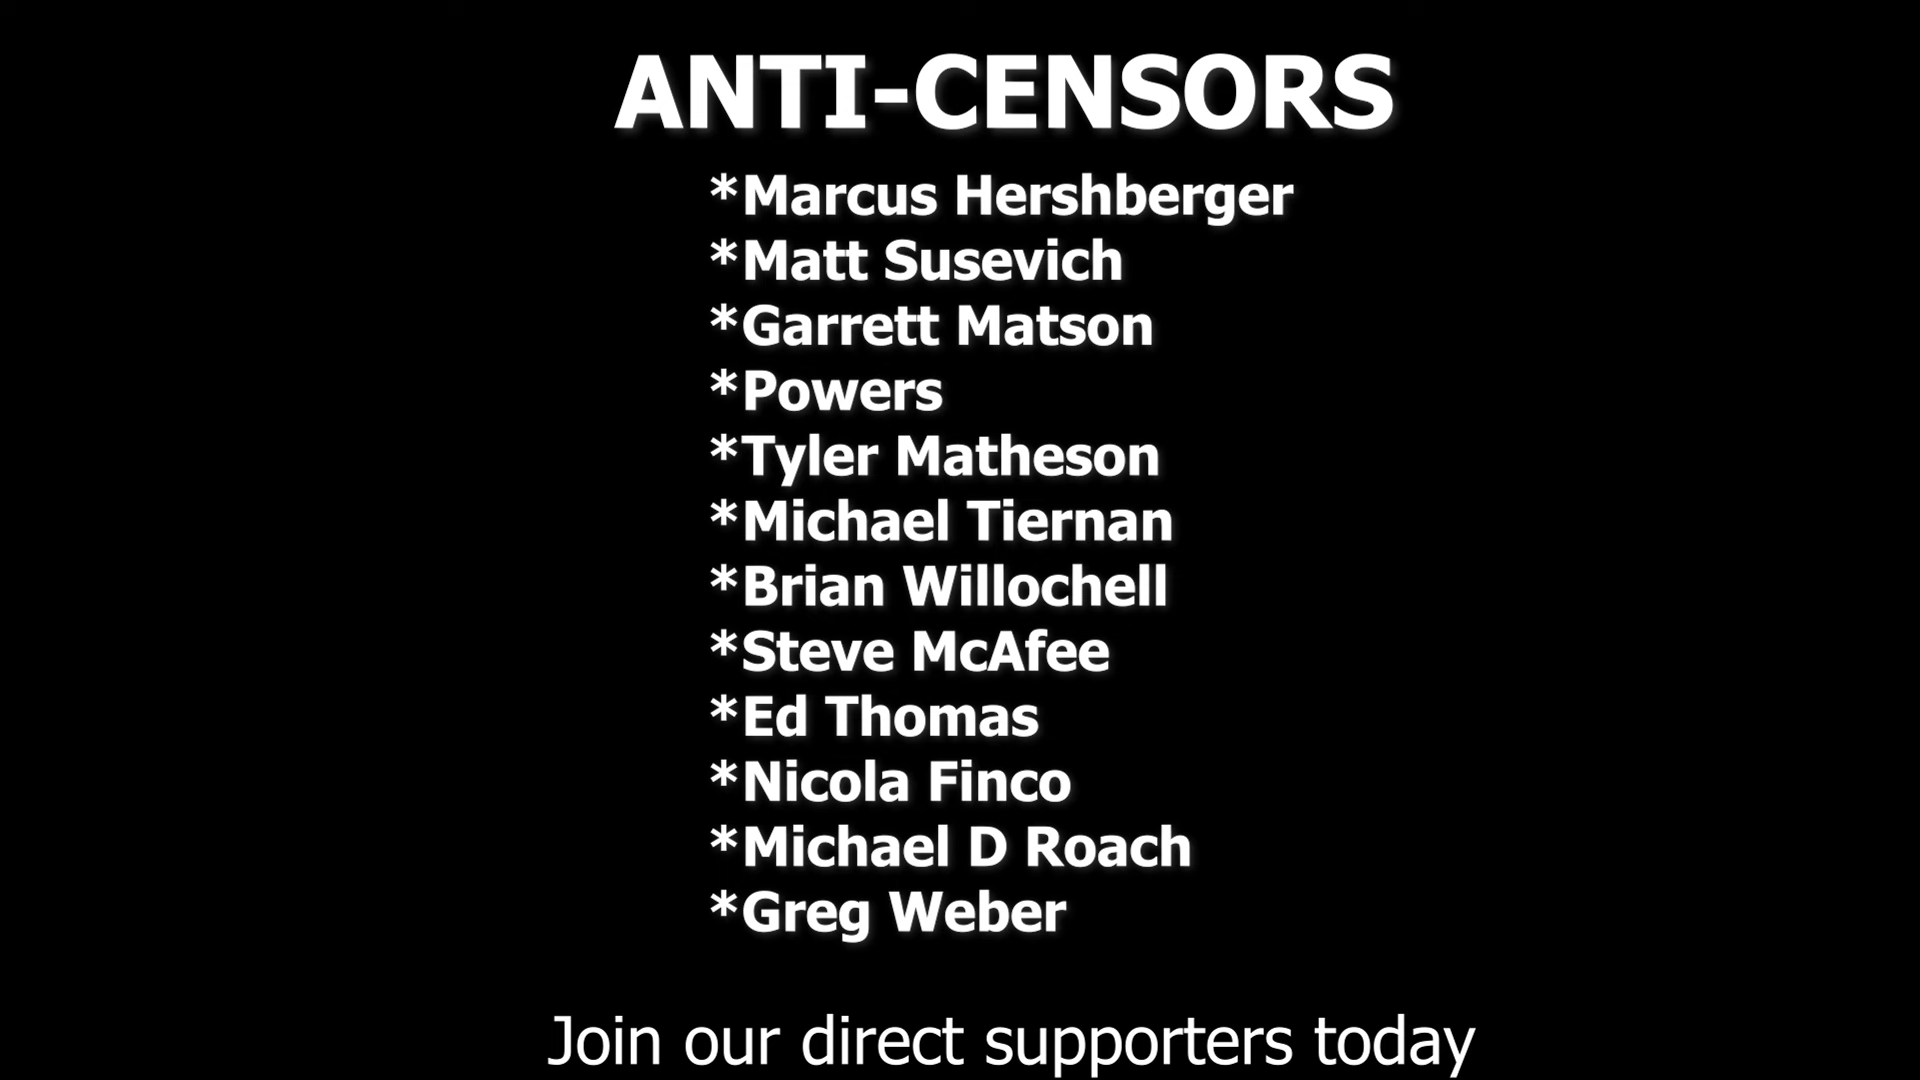 ANTI-CENSORS
*Marcus Hershberger
*Matt Susevich
*Garrett Matson
*Powers
*Tyler Matheson
*Michael Tiernan
*Brian Willochell
*Steve McAfee
*Ed Thomas
*Nicola Finco
*Michael D Roach
*Greg Weber
Join our direct supporters today